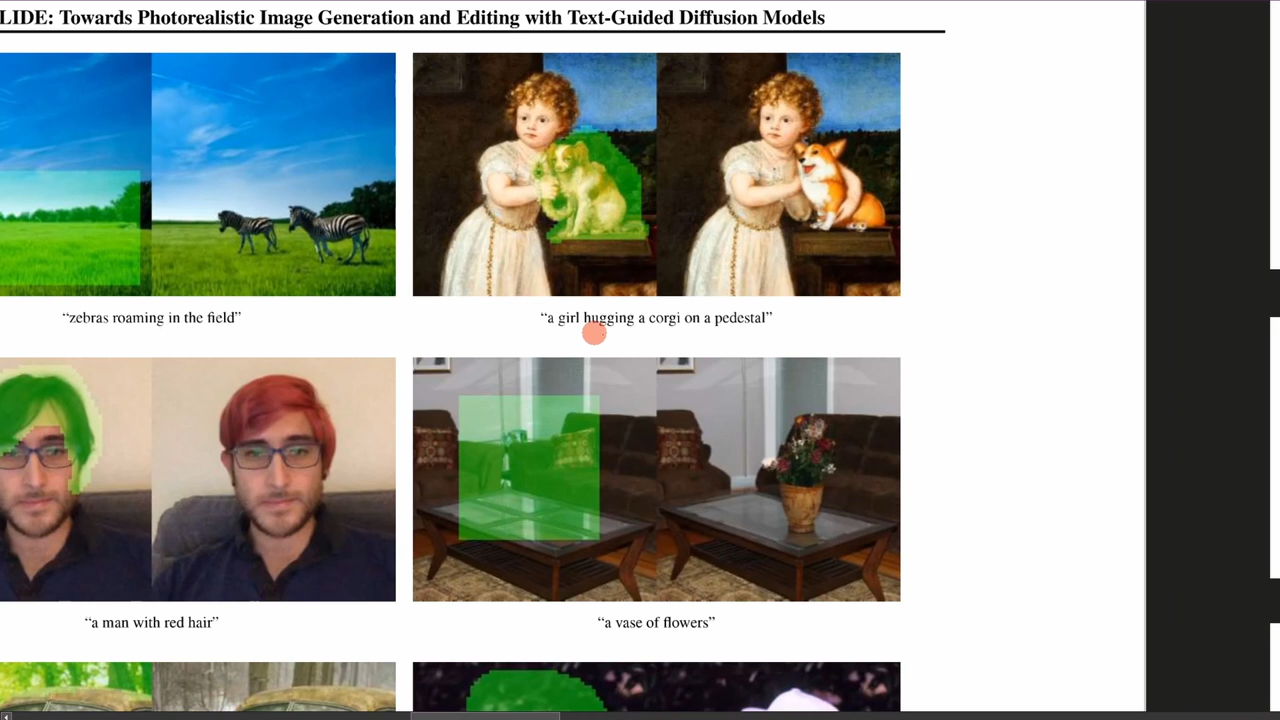 LIDE: Towards Photorealistic Image Generation and Editing with Text-Guided Diffusion Models
“zebras roaming in the field”
“a girl hugging a corgi on a pedestal”
“a man with red hair”
“a vase of flowers”